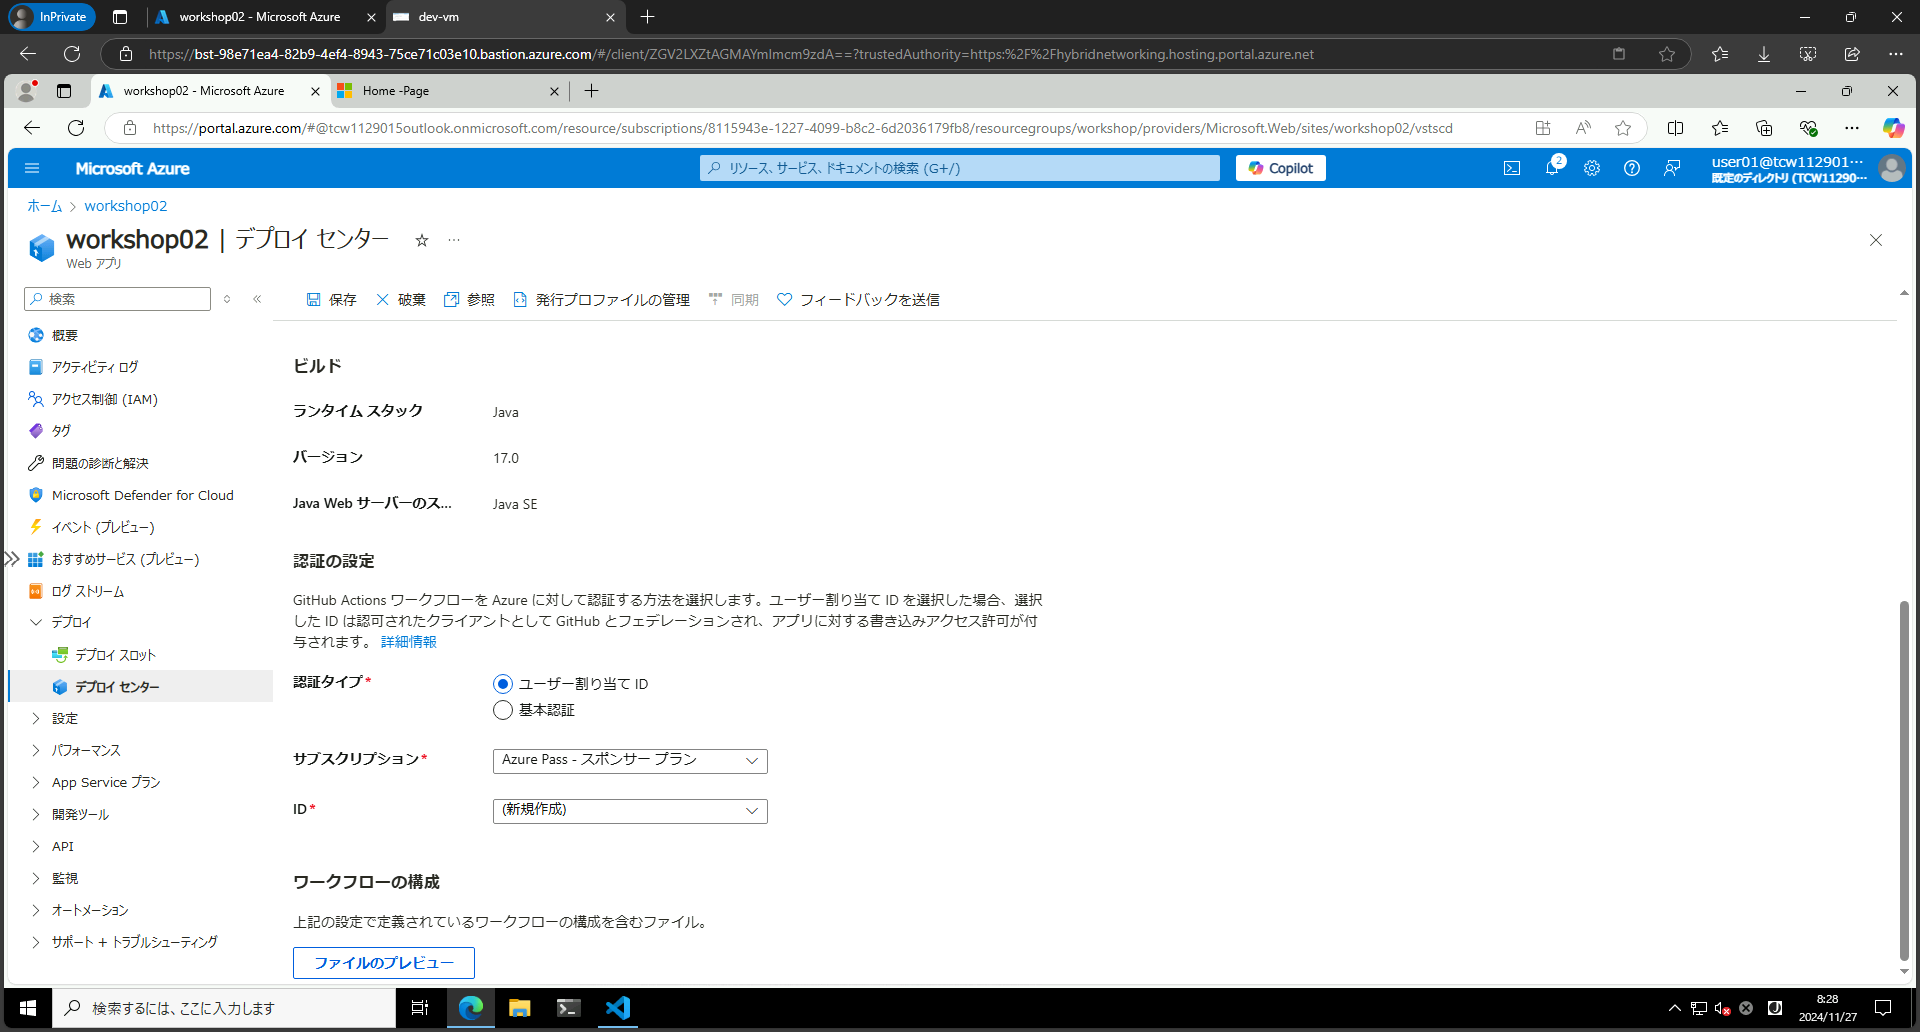 InPrivate
workshop02 - Microsoft Azure
dev-vm
https://bst-98e71ea4-82b9-4ef4-8943-75ce71c03e10.bastion.azure.com/#/client/ZGV2LXZtAGMAYmlmcm9zdA==?trustedAuthority=https:%2F%2Fhybridnetworking.hosting.portal.azure.net
workshop02 - Microsoft Azure
Home -Page
https://portal.azure.com/#@tcw1129015outlook.onmicrosoft.com/resource/subscriptions/8115943e-1227-4099-b8c2-6d2036179fb8/resourcegroups/workshop/providers/Microsoft.Web/sites/workshop02/vstscd
Microsoft Azure
リソース、サービス、ドキュメントの検索 (G+/)
Copilot
2
user01@tcw112901…
既定のディレクトリ (TCW11290…
ホーム
workshop02
workshop02 | デプロイ センター
Web アプリ
検索
保存
破棄
参照
発行プロファイルの管理
同期
フィードバックを送信
概要
アクティビティ ログ
アクセス制御 (IAM)
タグ
問題の診断と解決
Microsoft Defender for Cloud
イベント (プレビュー)
おすすめサービス (プレビュー)
ログ ストリーム
デプロイ
デプロイ スロット
デプロイ センター
設定
パフォーマンス
App Service プラン
開発ツール
API
監視
オートメーション
サポート + トラブルシューティング
ビルド
ランタイム スタック
Java
バージョン
17.0
Java Web サーバーのス...
Java SE
認証の設定
GitHub Actions ワークフローを Azure に対して認証する方法を選択します。ユーザー割り当て ID を選択した場合、選択
した ID は認可されたクライアントとして GitHub とフェデレーションされ、アプリに対する書き込みアクセス許可が付
与されます。 詳細情報
認証タイプ*
ユーザー割り当て ID
基本認証
サブスクリプション*
Azure Pass - スポンサー プラン
ID*
(新規作成)
ワークフローの構成
上記の設定で定義されているワークフローの構成を含むファイル。
ファイルのプレビュー
検索するには、ここに入力します
8:28
2024/11/27